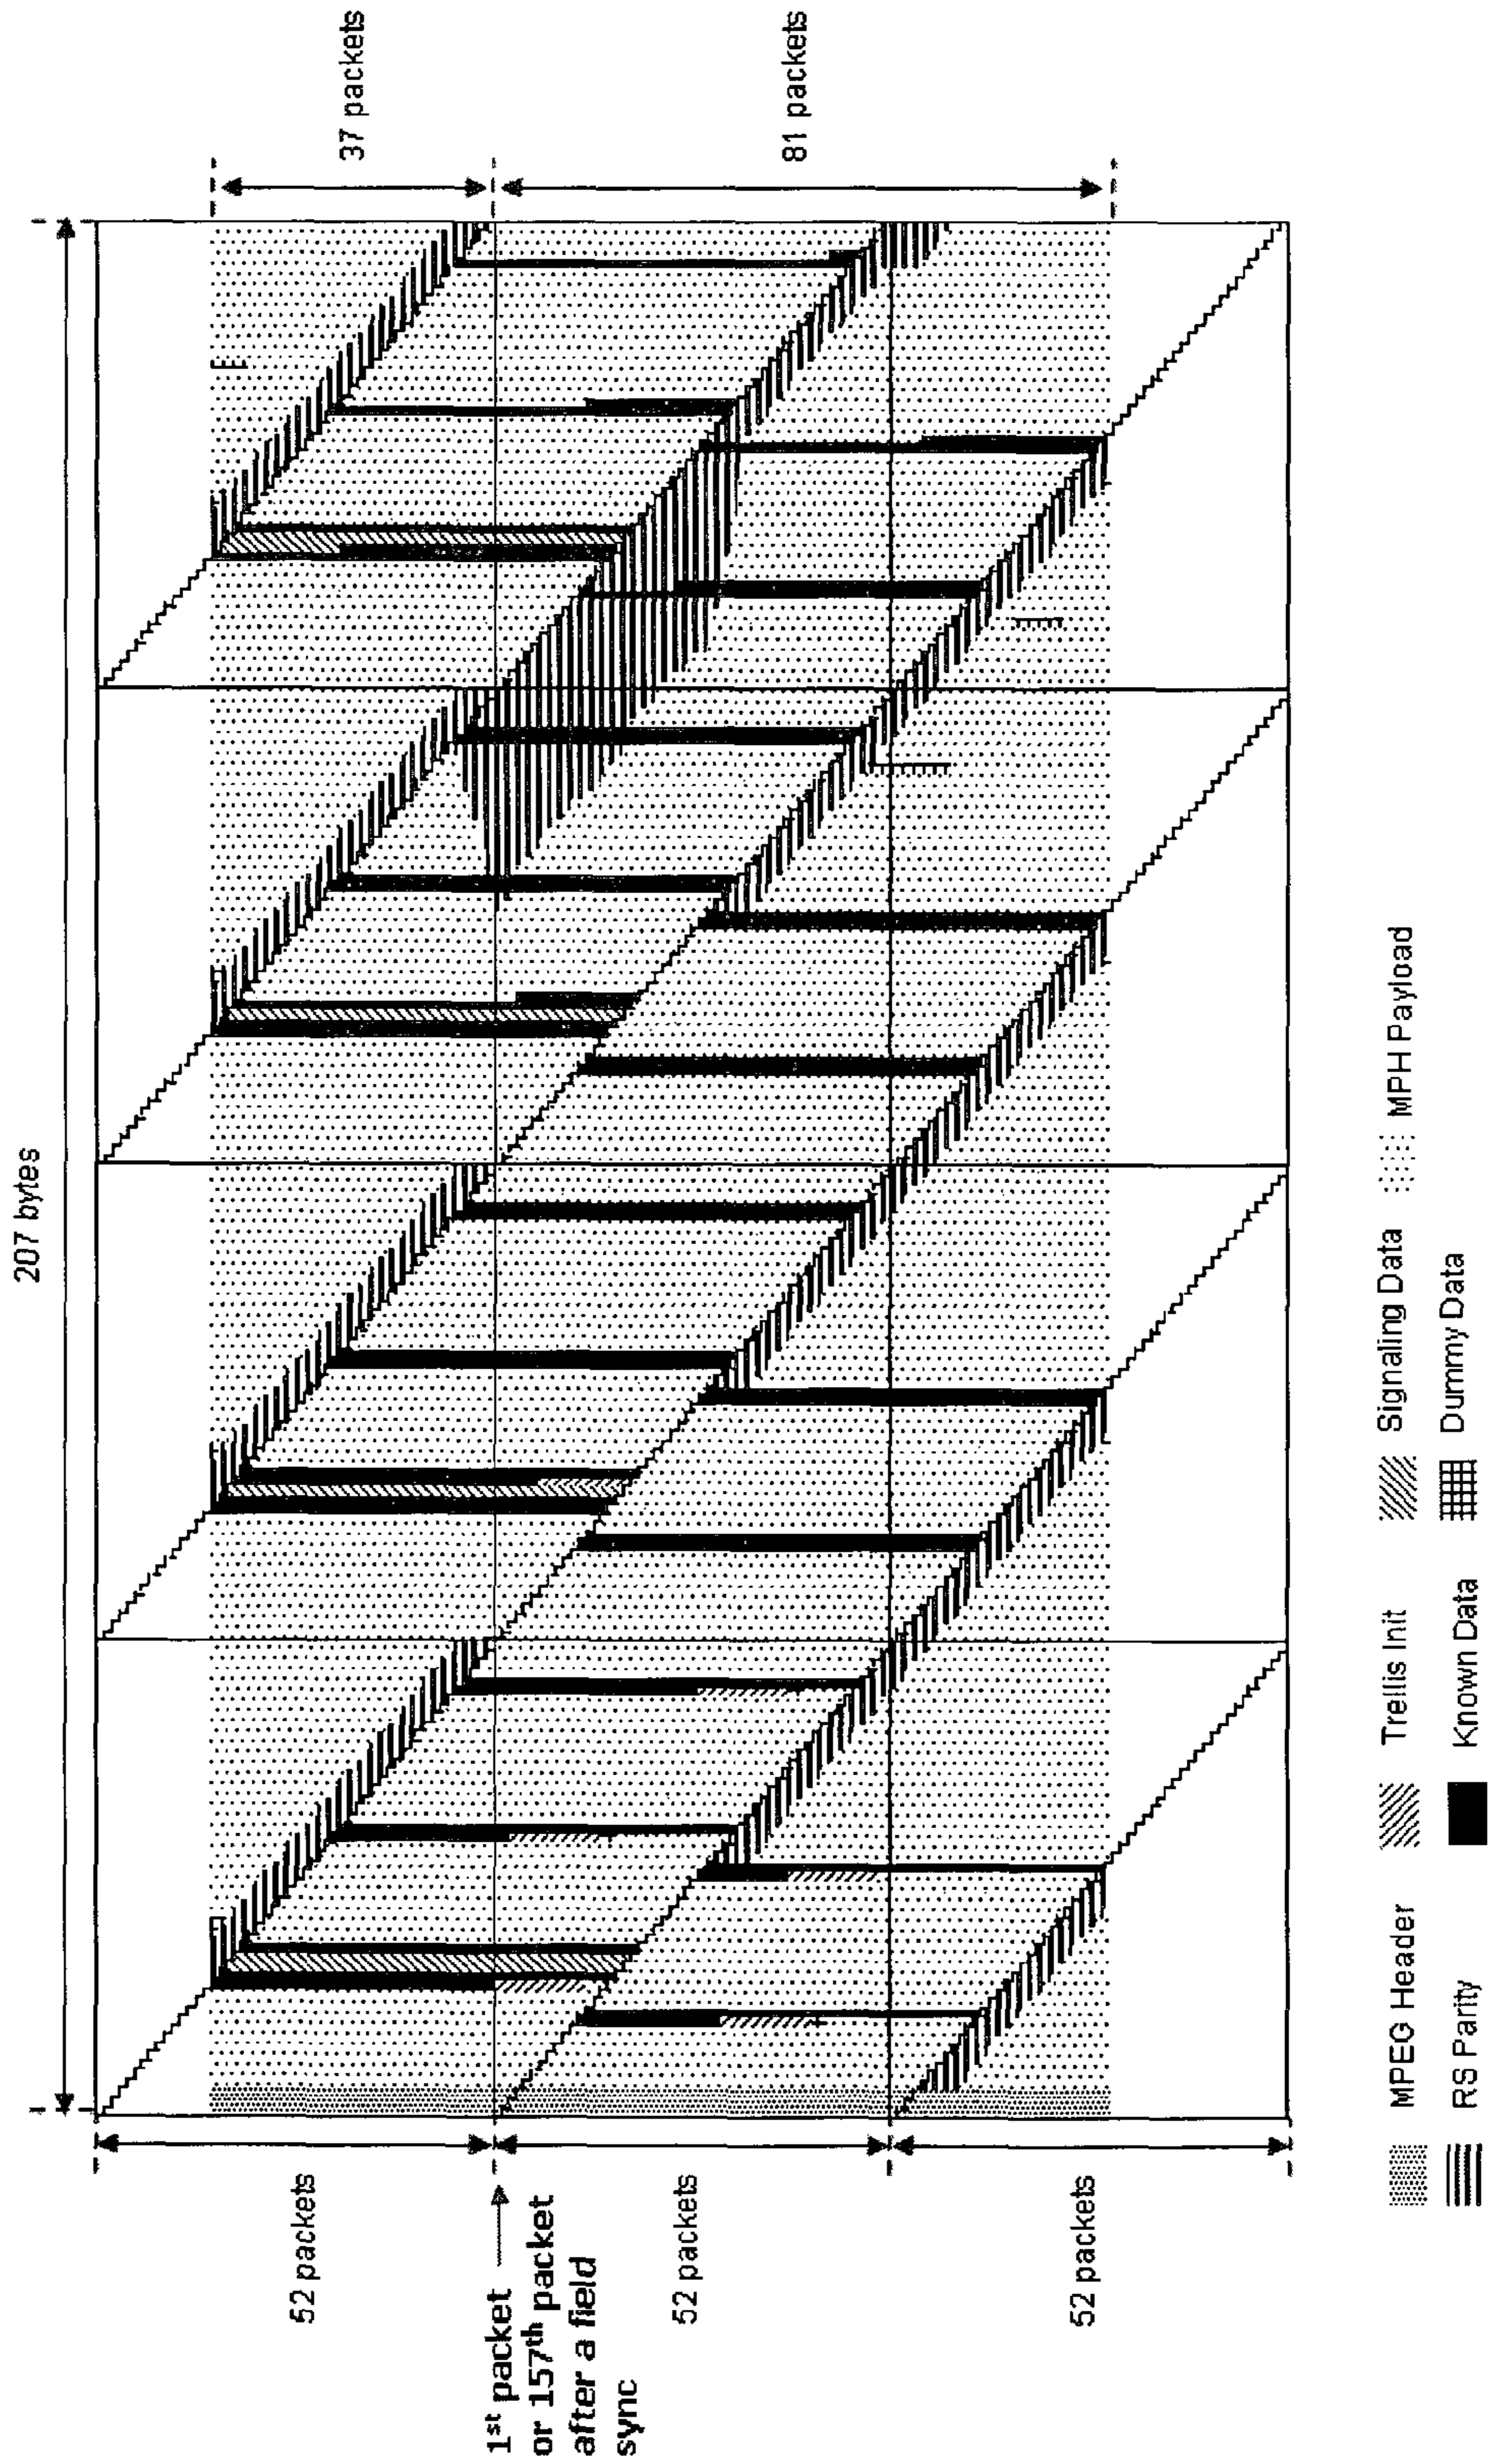 207 bytes
37 packets
81 packets
52 packets
1st packet
or 157th packet
after a field
sync
52 packets
52 packets
MPEG Header
Trellis Init
Signaling Data
MPH Payload
RS Parity
Known Data
Dummy Data